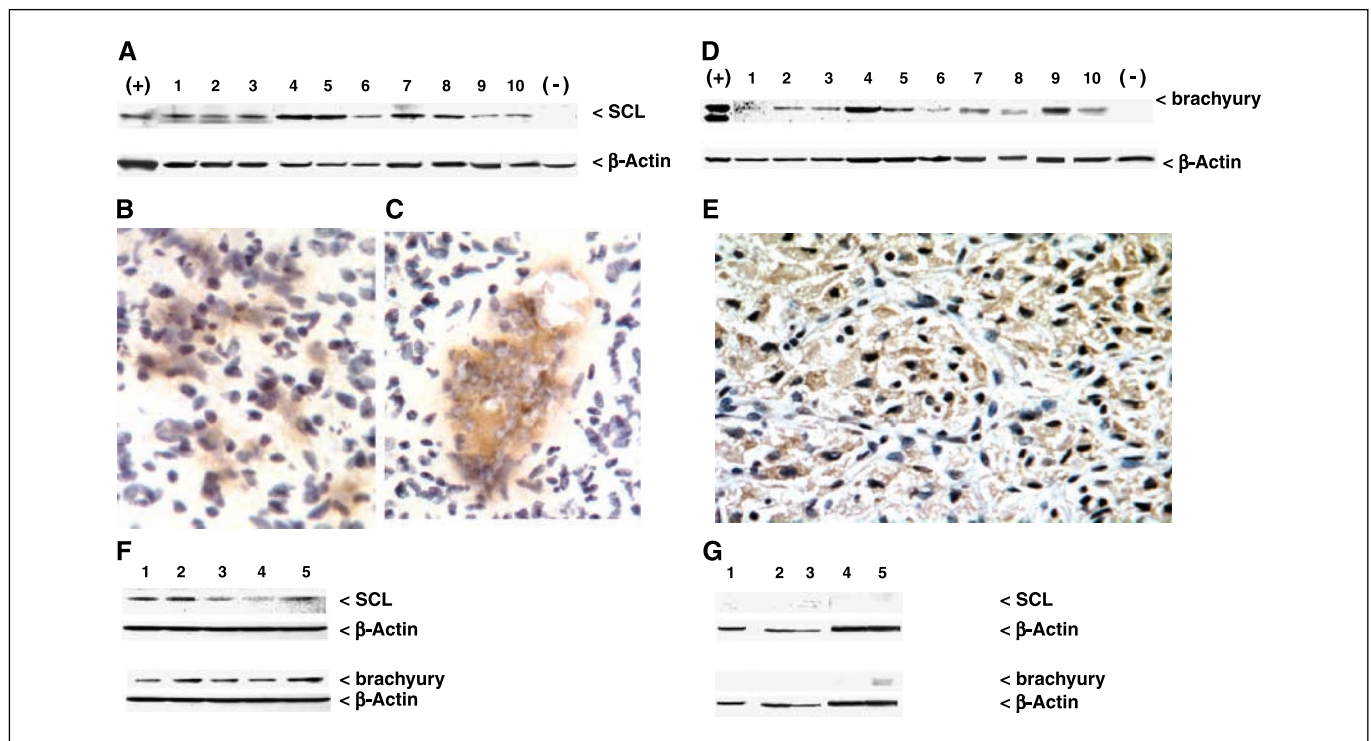 A
(+) 1 2 3 4 5 6 7 8 9 10 (-)
< SCL
< β-Actin
D
(+) 1 2 3 4 5 6 7 8 9 10 (-)
< brachyury
< β-Actin
B
C
E
F
1 2 3 4 5
< SCL
< β-Actin
< brachyury
< β-Actin
G
1 2 3 4 5
< SCL
< β-Actin
< brachyury
< β-Actin